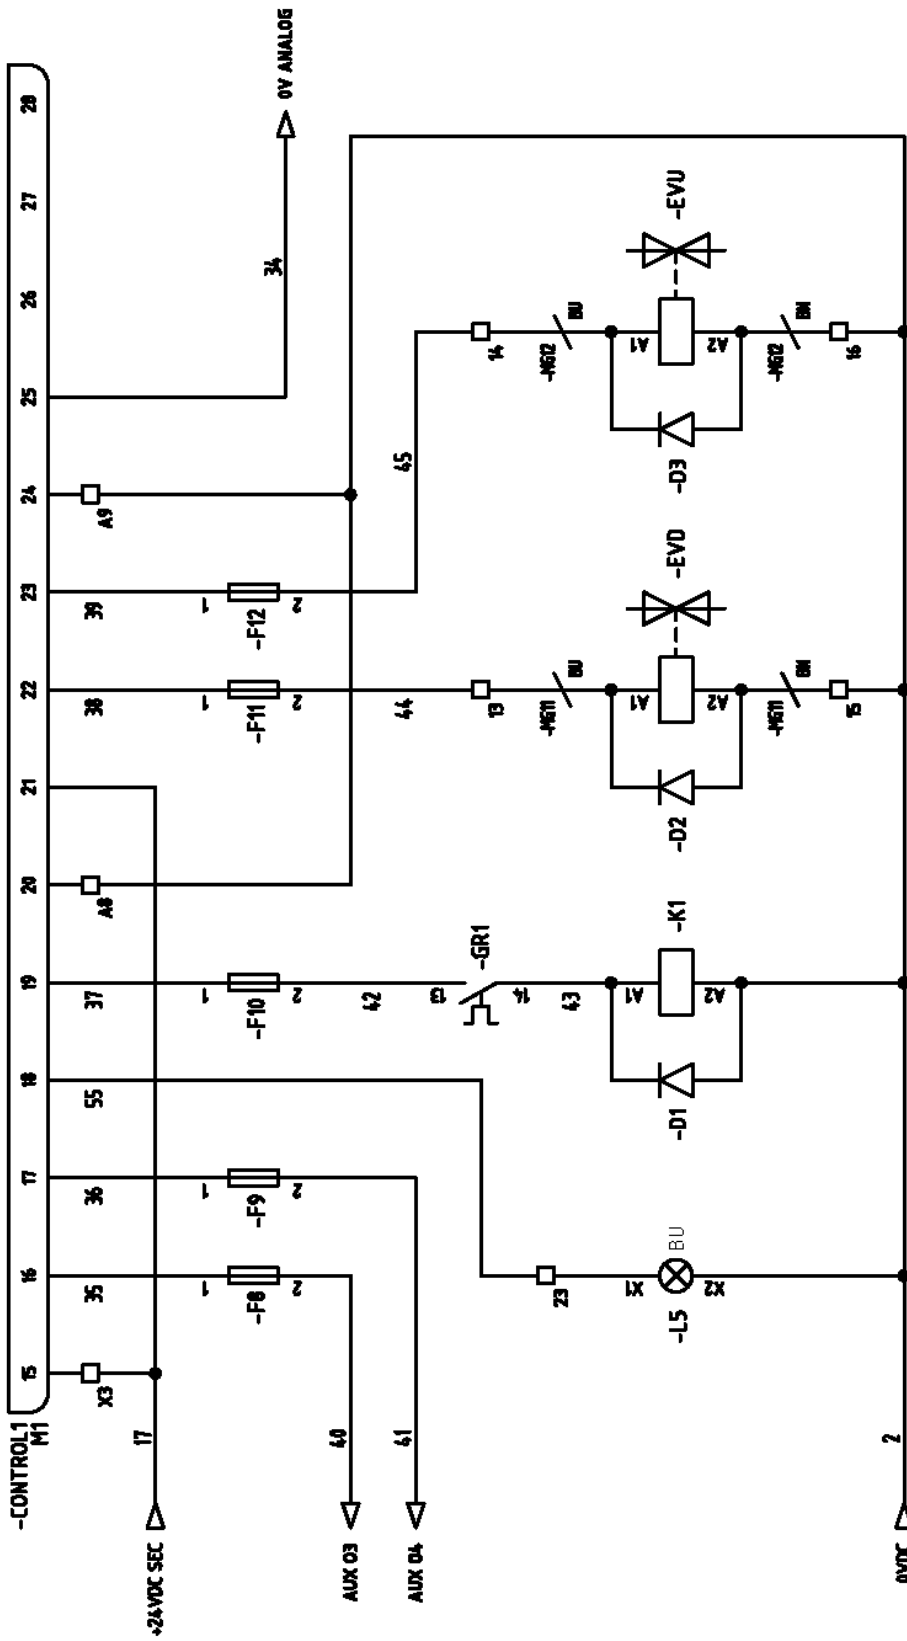 -CONTROL1
M1
15
16
17
18
19
20
21
22
23
24
25
26
27
28
X3
35
36
55
37
A8
38
39
A9
34
0V ANALOG
+24VDC SEC
17
1
-F8
2
1
-F9
2
1
-F10
2
1
-F11
2
1
-F12
2
AUX 03
40
AUX 04
41
42
44
45
13
-GR1
14
43
13
14
23
-MG11
BU
-MG12
BU
X1
-L5
BU
X2
A1
-D1
-K1
A2
A1
-D2
-EVD
A2
A1
-D3
-EVU
A2
-MG11
BN
-MG12
BN
15
16
0VDC
2